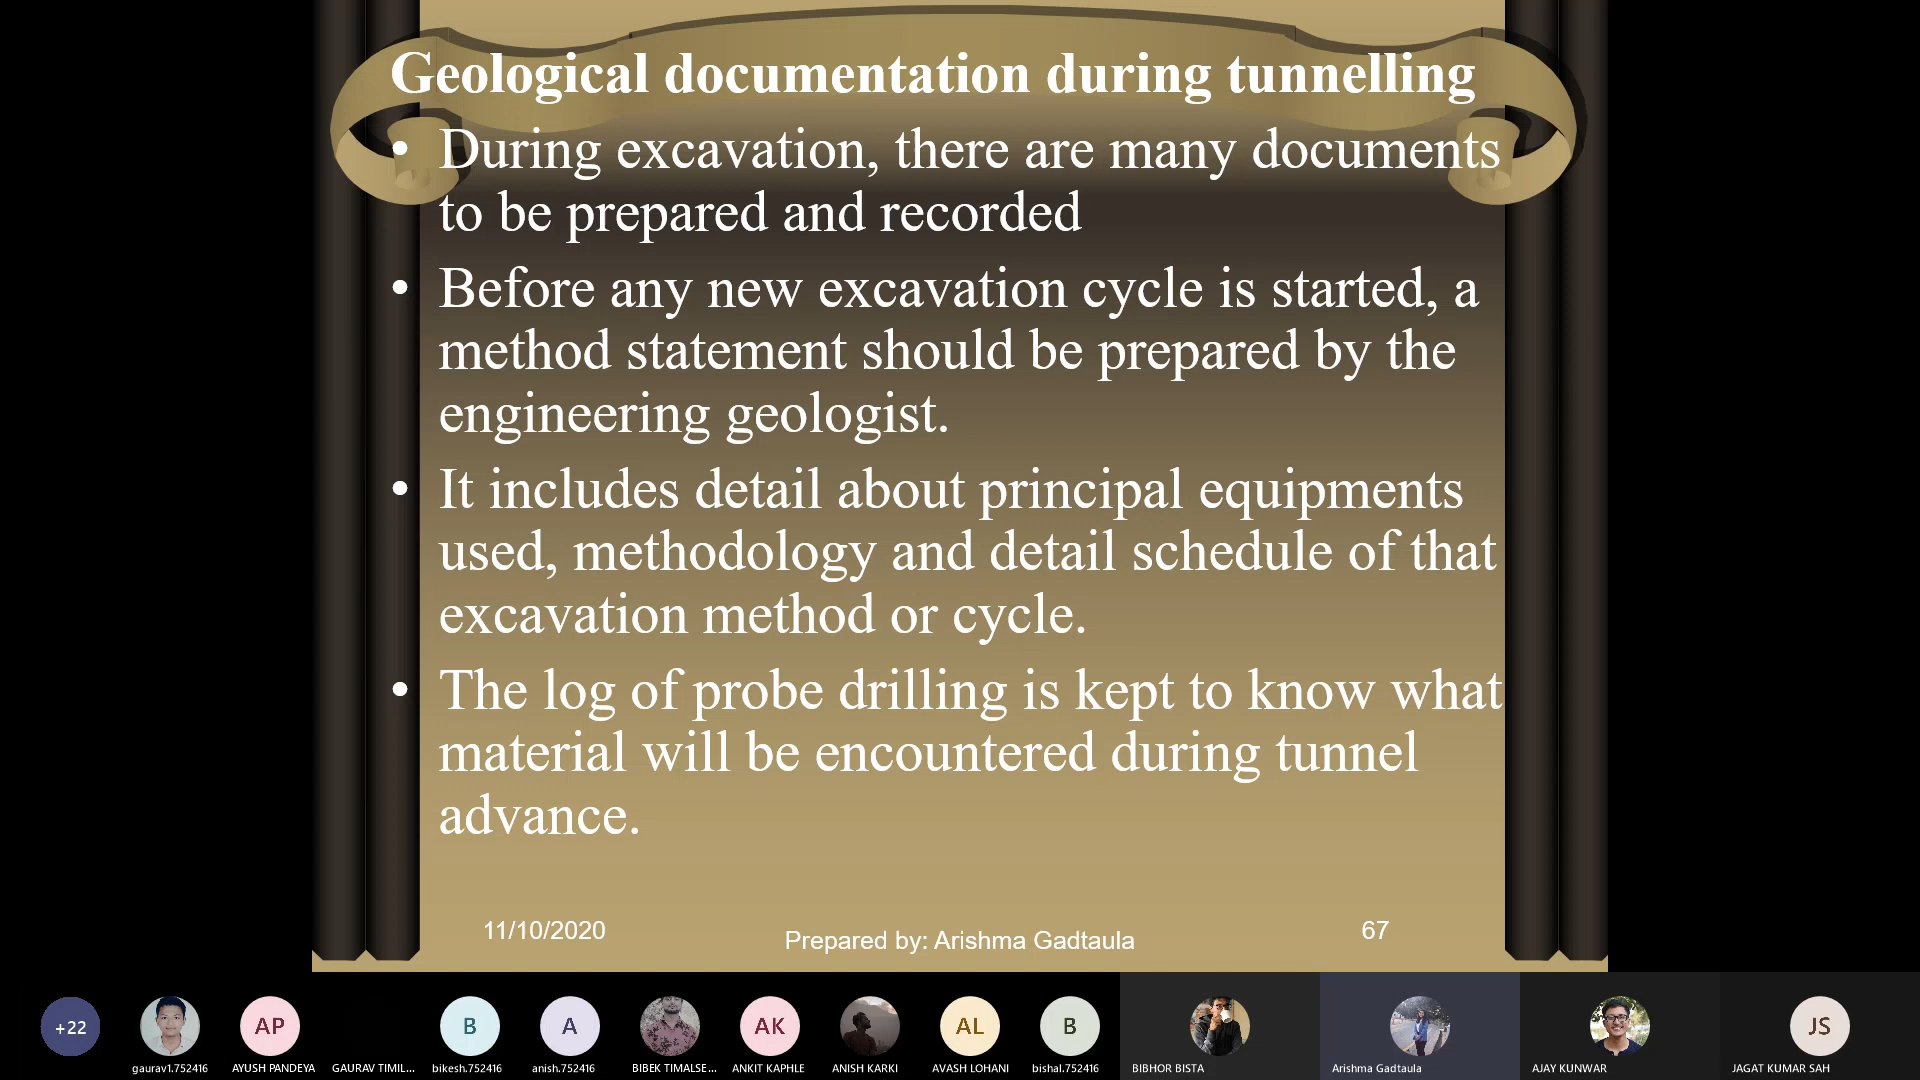 Geological documentation during tunnelling
• During excavation, there are many documents
to be prepared and recorded
• Before any new excavation cycle is started, a
method statement should be prepared by the
engineering geologist.
• It includes detail about principal equipments
used, methodology and detail schedule of that
excavation method or cycle.
• The log of probe drilling is kept to know what
material will be encountered during tunnel
advance.
11/10/2020
Prepared by: Arishma Gadtaula
67
+22
AP
B
A
AK
AL
B
JS
gaurav1.752416
AYUSH PANDEYA
GAURAV TIMIL...
bikesh.752416
anish.752416
BIBEK TIMALSE...
ANKIT KAPHLE
ANISH KARKI
AVASH LOHANI
bishal.752416
BIBHOR BISTA
Arishma Gadtaula
AJAY KUNWAR
JAGAT KUMAR SAH